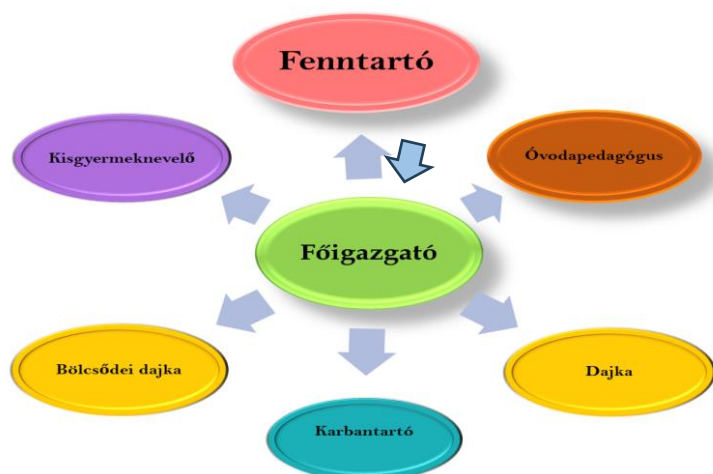 Fenntartó
Kisgyermeknevelő
Óvodapedagógus
Főigazgató
Bölcsődei dajka
Dajka
Karbantartó